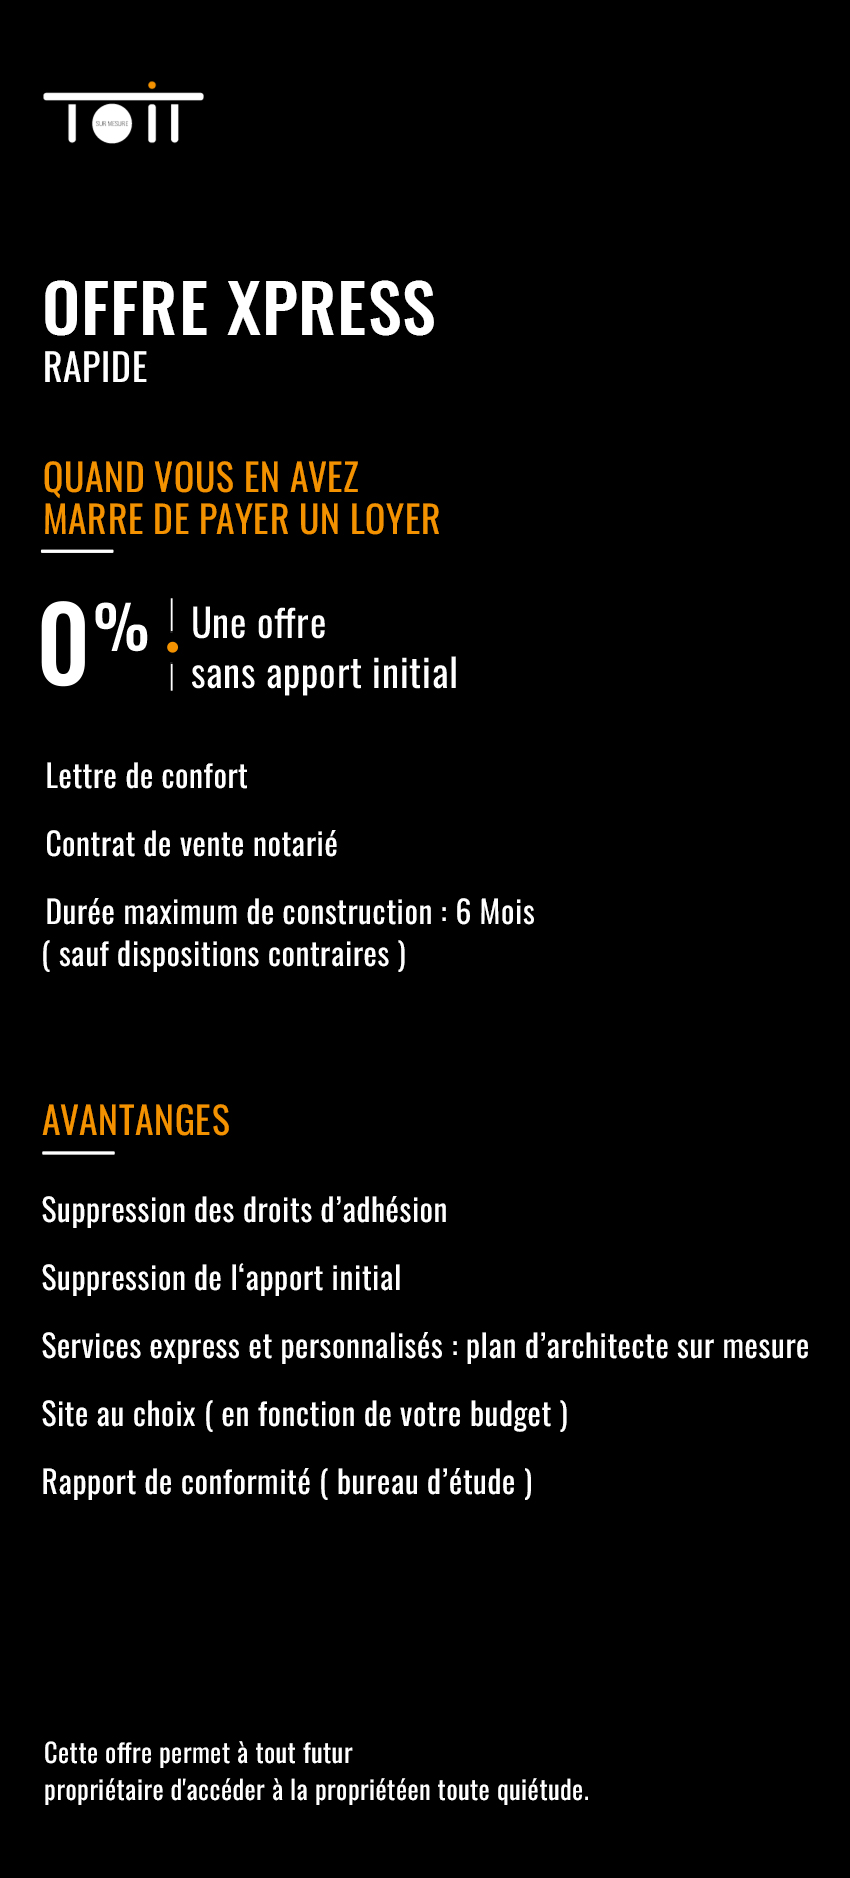 TOIT
SUR MESURE
OFFRE XPRESS
RAPIDE
QUAND VOUS EN AVEZ
MARRE DE PAYER UN LOYER
0%
Une offre
sans apport initial
Lettre de confort
Contrat de vente notarié
Durée maximum de construction : 6 Mois
( sauf dispositions contraires )
AVANTANGES
Suppression des droits d’adhésion
Suppression de l‘apport initial
Services express et personnalisés : plan d’architecte sur mesure
Site au choix ( en fonction de votre budget )
Rapport de conformité ( bureau d’étude )
Cette offre permet à tout futur
propriétaire d'accéder à la propriétéen toute quiétude.